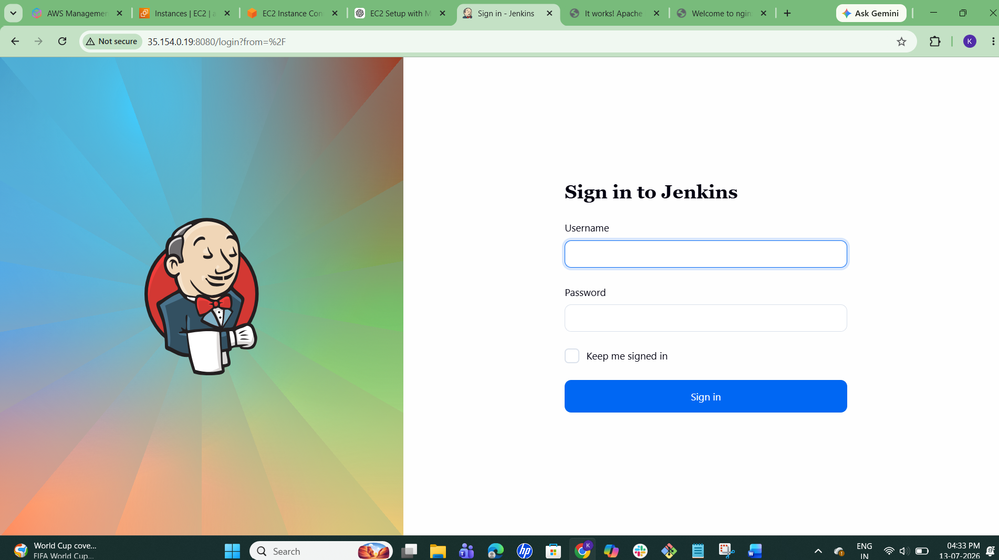 AWS Managemen
Instances | EC2 | a
EC2 Instance Con
EC2 Setup with M
Sign in - Jenkins
It works! Apache
Welcome to ngin
Ask Gemini
Not secure
35.154.0.19:8080/login?from=%2F
K
Sign in to Jenkins
Username
Password
Keep me signed in
Sign in
World Cup cove...
FIFA World Cup...
Search
T
hp
K
W
ENG
IN
04:33 PM
13-07-2026